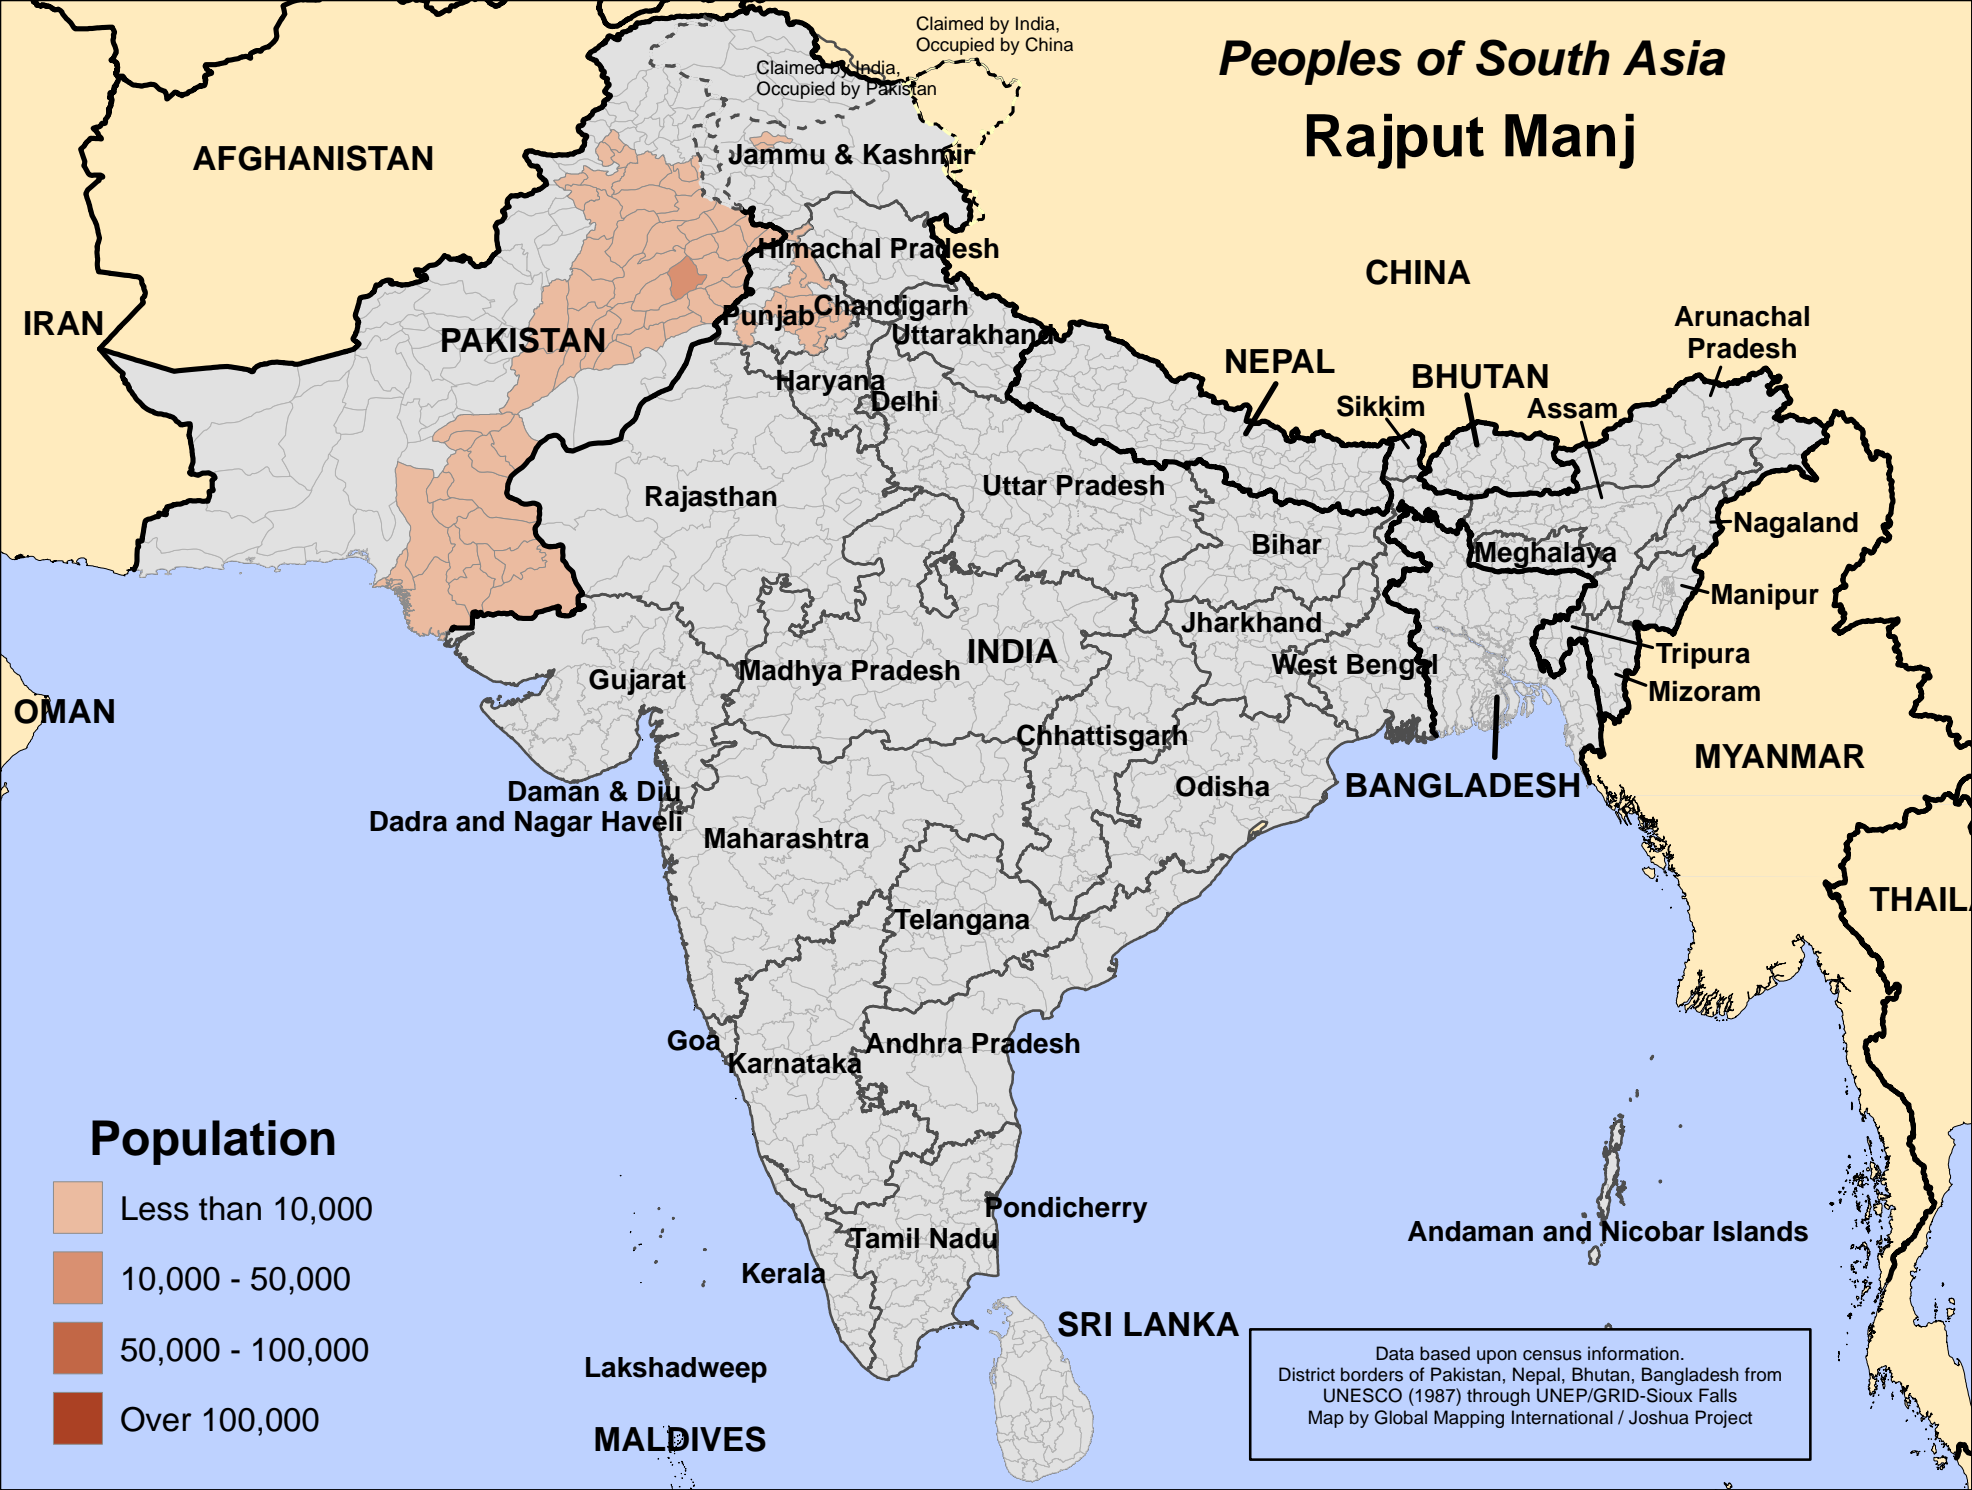 Claimed by India,
Occupied by China
Peoples of South Asia
Claimed by India,
Occupied by Pakistan
Rajput Manj
AFGHANISTAN
Jammu & Kashmir
Himachal Pradesh
CHINA
IRAN
Punjab
Chandigarh
Arunachal
Pradesh
PAKISTAN
Uttarakhand
NEPAL
BHUTAN
Haryana
Delhi
Sikkim
Assam
Rajasthan
Uttar Pradesh
Nagaland
Bihar
Meghalaya
Manipur
Jharkhand
INDIA
Tripura
West Bengal
Madhya Pradesh
Gujarat
Mizoram
OMAN
Chhattisgarh
MYANMAR
Odisha
BANGLADESH
Daman & Diu
Dadra and Nagar Haveli
Maharashtra
THAIL
Telangana
Goa
Andhra Pradesh
Karnataka
Population
Less than 10,000
10,000 - 50,000
50,000 - 100,000
Over 100,000
Pondicherry
Tamil Nadu
Andaman and Nicobar Islands
Kerala
SRI LANKA
Lakshadweep
MALDIVES
Data based upon census information.
District borders of Pakistan, Nepal, Bhutan, Bangladesh from
UNESCO (1987) through UNEP/GRID-Sioux Falls
Map by Global Mapping International / Joshua Project